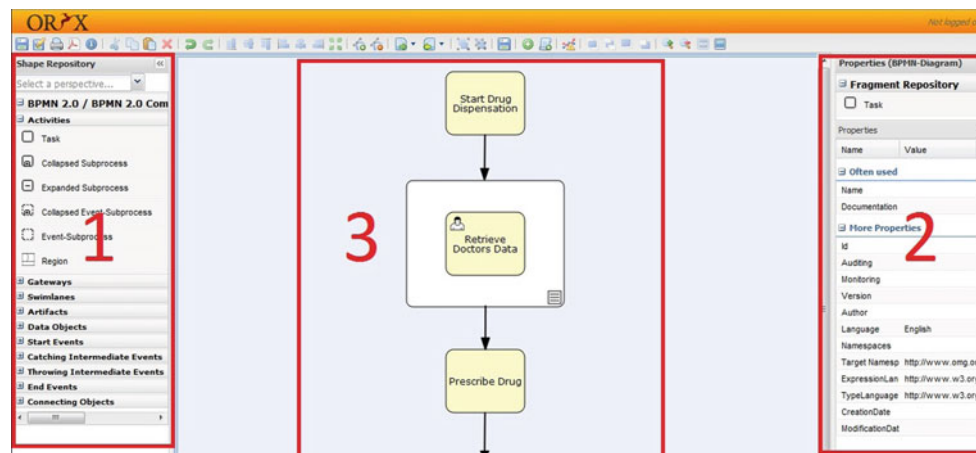 ORYX
Not logged o
Shape Repository
Select a perspective...
BPMN 2.0 / BPMN 2.0 Com
Activities
Task
Collapsed Subprocess
Expanded Subprocess
Collapsed Event-Subprocess
Event-Subprocess
Region
Gateways
Swimlanes
Artifacts
Data Objects
Start Events
Catching Intermediate Events
Throwing Intermediate Events
End Events
Connecting Objects
1
Start Drug
Dispensation
Retrieve
Doctors Data
Prescribe Drug
3
Properties (BPMN-Diagram)
Fragment Repository
Task
Properties
Name Value
Often used
Name
Documentation
More Properties
Id
Auditing
Monitoring
Version
Author
Language English
Namespaces
Target Namesp http://www.omg.o
ExpressionLan http://www.w3.or
TypeLanguage http://www.w3.or
CreationDate
ModificationDat
2